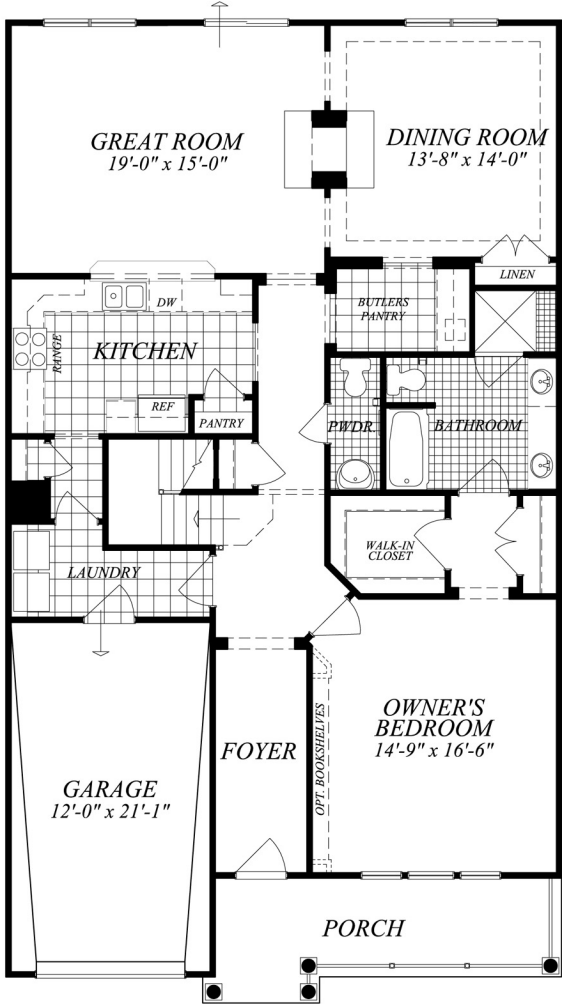 GREAT ROOM
19'-0" x 15'-0"
DINING ROOM
13'-8" x 14'-0"
LINEN
DW
BUTLERS
PANTRY
RANGE
KITCHEN
REF
PANTRY
PWDR.
BATHROOM
WALK-IN
CLOSET
LAUNDRY
OWNER'S
BEDROOM
14'-9" x 16'-6"
OPT. BOOKSHELVES
FOYER
GARAGE
12'-0" x 21'-1"
PORCH